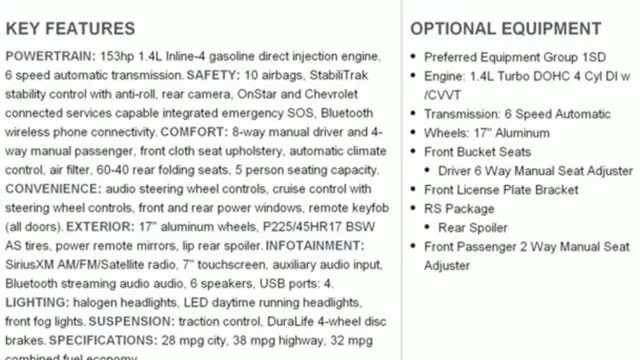 KEY FEATURES
POWERTRAIN: 153hp 1.4L Inline-4 gasoline direct injection engine,
6 speed automatic transmission. SAFETY: 10 airbags, StabiliTrak
stability control with anti-roll, rear camera, OnStar and Chevrolet
connected services capable integrated emergency SOS, Bluetooth
wireless phone connectivity. COMFORT: 8-way manual driver and 4-
way manual passenger, front cloth seat upholstery, automatic climate
control, air filter, 60-40 rear folding seats, 5 person seating capacity.
CONVENIENCE: audio steering wheel controls, cruise control with
steering wheel controls, front and rear power windows, remote keyfob
(all doors). EXTERIOR: 17" aluminum wheels, P225/45HR17 BSW
AS tires, power remote mirrors, lip rear spoiler. INFOTAINMENT:
SiriusXM AM/FM/Satellite radio, 7" touchscreen, auxiliary audio input,
Bluetooth streaming audio audio, 6 speakers, USB ports: 4.
LIGHTING: halogen headlights, LED daytime running headlights,
front fog lights. SUSPENSION: traction control, DuraLife 4-wheel disc
brakes. SPECIFICATIONS: 28 mpg city, 38 mpg highway, 32 mpg
combined fuel economy
OPTIONAL EQUIPMENT
• Preferred Equipment Group 1SD
• Engine: 1.4L Turbo DOHC 4 Cyl DI w
/CVVT
• Transmission: 6 Speed Automatic
• Wheels: 17" Aluminum
• Front Bucket Seats
• Driver 6 Way Manual Seat Adjuster
• Front License Plate Bracket
• RS Package
• Rear Spoiler
• Front Passenger 2 Way Manual Seat
Adjuster